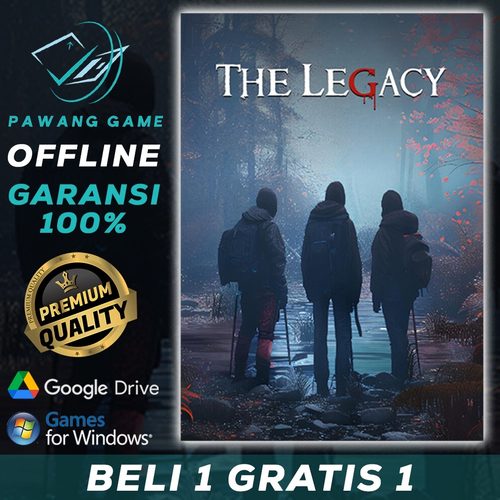 PAWANG GAME
OFFLINE
GARANSI
100%
PREMIUM
QUALITY
Google Drive
Games
for Windows®
THE LEGACY
BELI 1 GRATIS 1